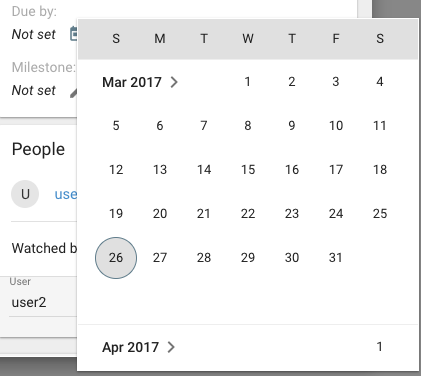 Due by:
Not set
Milestone:
Not set
People
U use
Watched b
User
user2
S M T W T F S
Mar 2017 1 2 3 4
5 6 7 8 9 10 11
12 13 14 15 16 17 18
19 20 21 22 23 24 25
26 27 28 29 30 31
Apr 2017 1